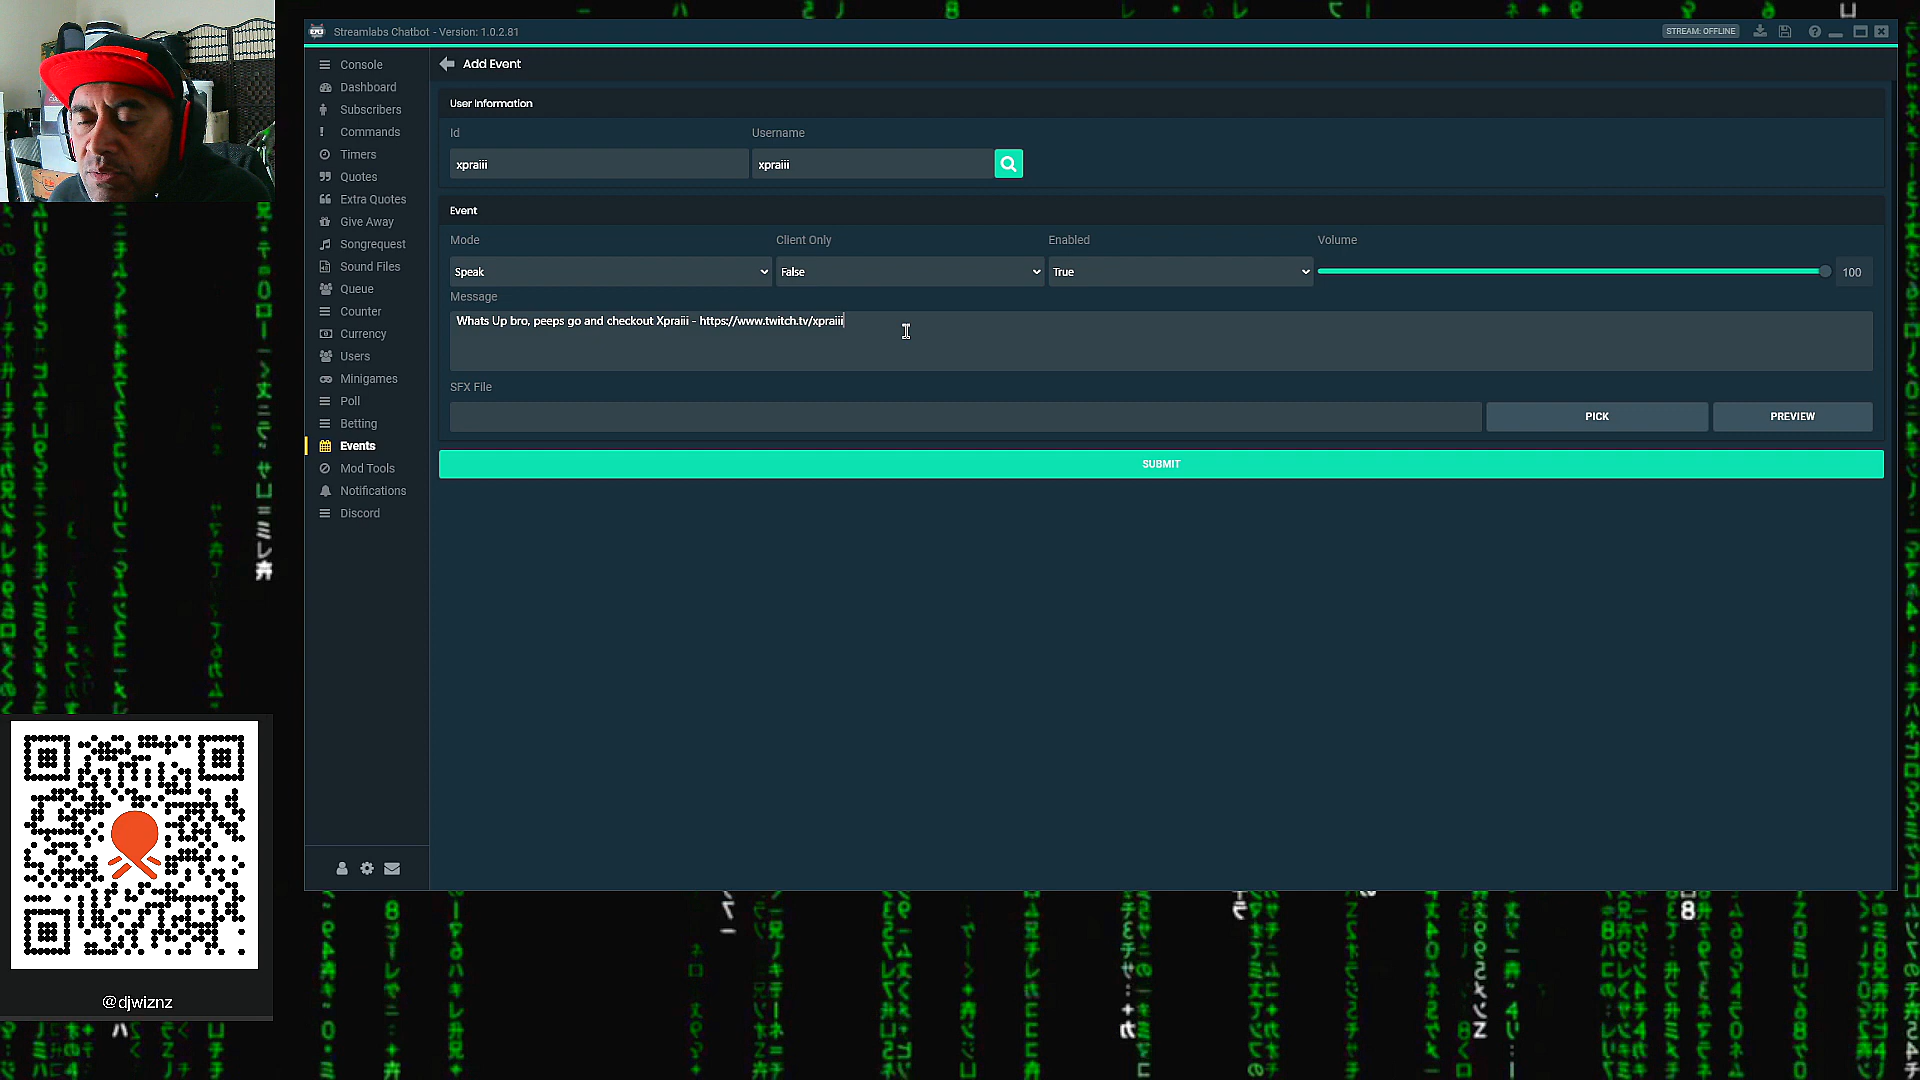 Streamlabs Chatbot - Version: 1.0.2.81
STREAM: OFFLINE
Console
Dashboard
Subscribers
Commands
Timers
Quotes
Extra Quotes
Give Away
Songrequest
Sound Files
Queue
Counter
Currency
Users
Minigames
Poll
Betting
Events
Mod Tools
Notifications
Discord
Add Event
User Information
Id
Username
xpraiii
xpraiii
Event
Mode
Client Only
Enabled
Volume
Speak
False
True
100
Message
Whats Up bro, peeps go and checkout Xpraiii - https://www.twitch.tv/xpraiii
SFX File
PICK
PREVIEW
SUBMIT
@djwiznz